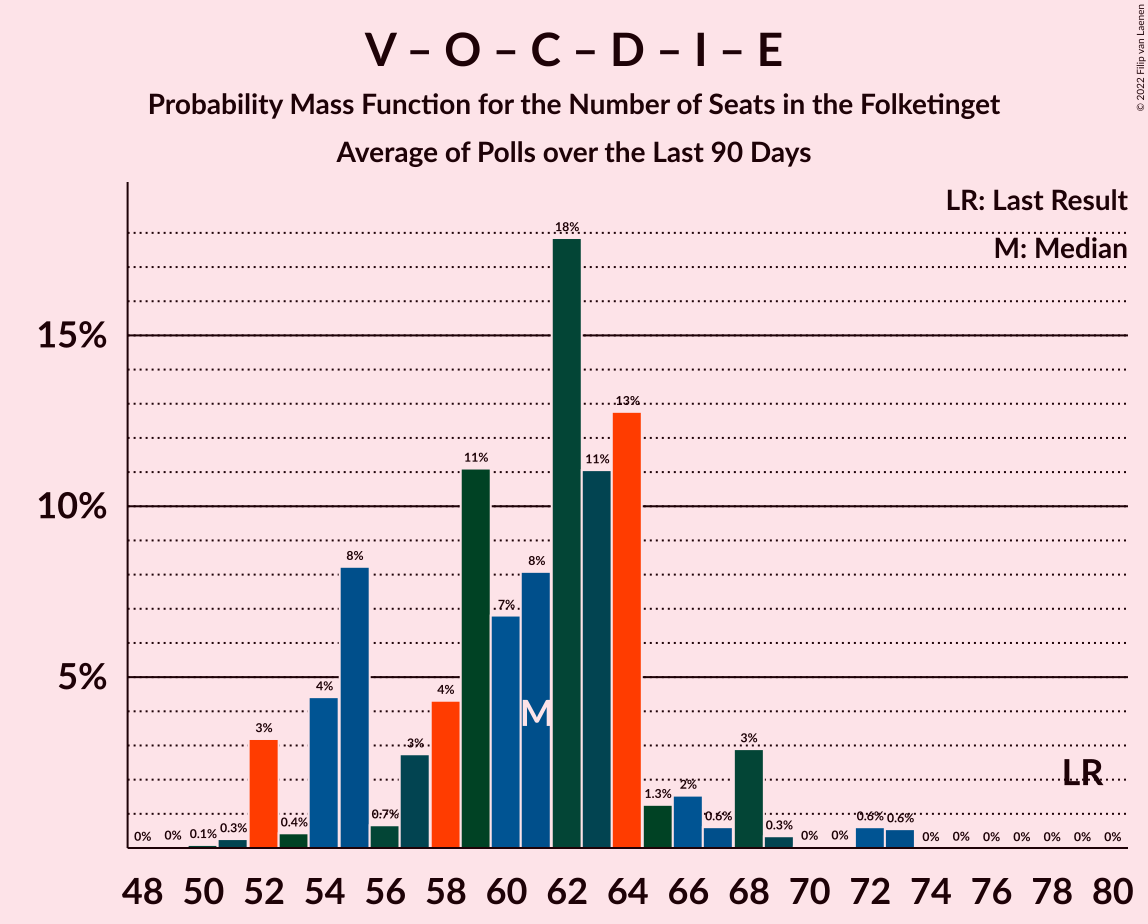 V – O – C – D – I – E
Probability Mass Function for the Number of Seats in the Folketinget
Average of Polls over the Last 90 Days
© 2022 Filip van Laenen
LR: Last Result
M: Median
15%
10%
5%
0% 0% 0.1% 0.3% 3% 0.4% 4% 8% 0.7% 3% 4% 11% 7% 8% 18% 11% 13% 1.3% 2% 0.6% 3% 0.3% 0% 0% 0.6% 0.6% 0% 0% 0% 0% 0% 0% 0%
M
LR
48 50 52 54 56 58 60 62 64 66 68 70 72 74 76 78 80